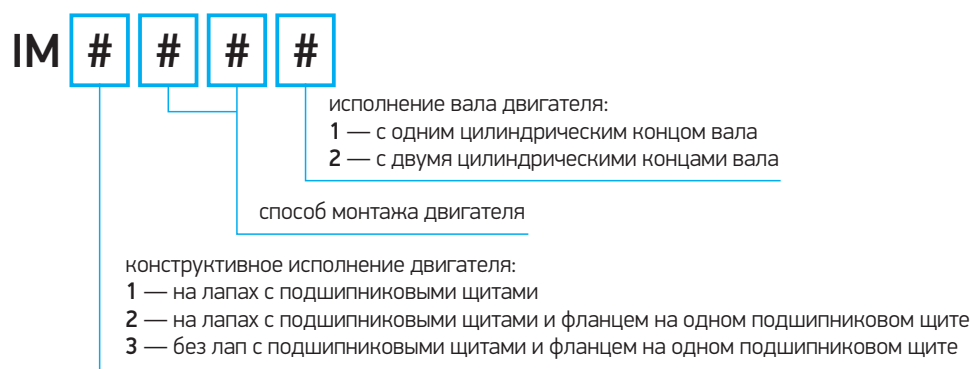 IM # # # #
исполнение вала двигателя:
1 — с одним цилиндрическим концом вала
2 — с двумя цилиндрическими концами вала
способ монтажа двигателя
конструктивное исполнение двигателя:
1 — на лапах с подшипниковыми щитами
2 — на лапах с подшипниковыми щитами и фланцем на одном подшипниковом щите
3 — без лап с подшипниковыми щитами и фланцем на одном подшипниковом щите